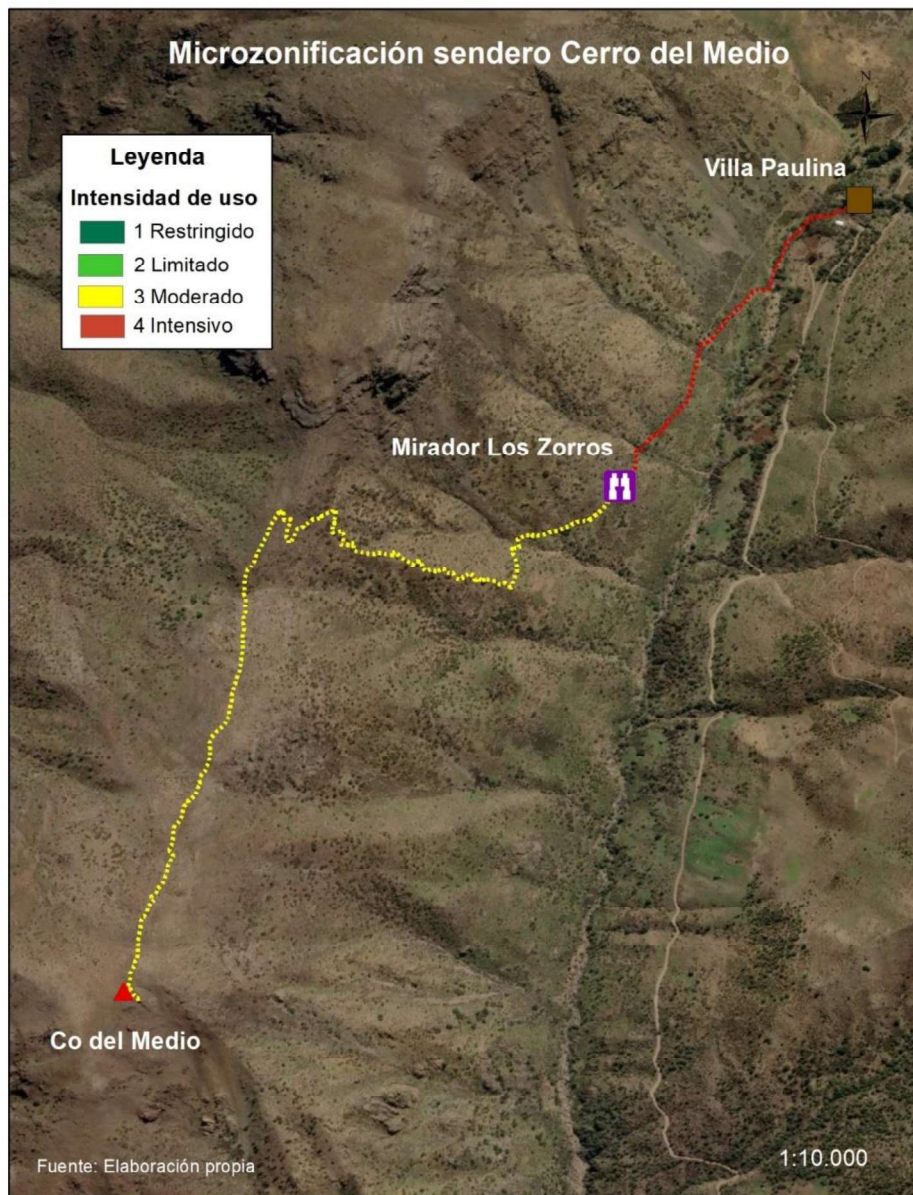 Microzonificación sendero Cerro del Medio
N
Leyenda
Intensidad de uso
1 Restringido
2 Limitado
3 Moderado
4 Intensivo
Villa Paulina
Mirador Los Zorros
Co del Medio
Fuente: Elaboración propia
1:10.000